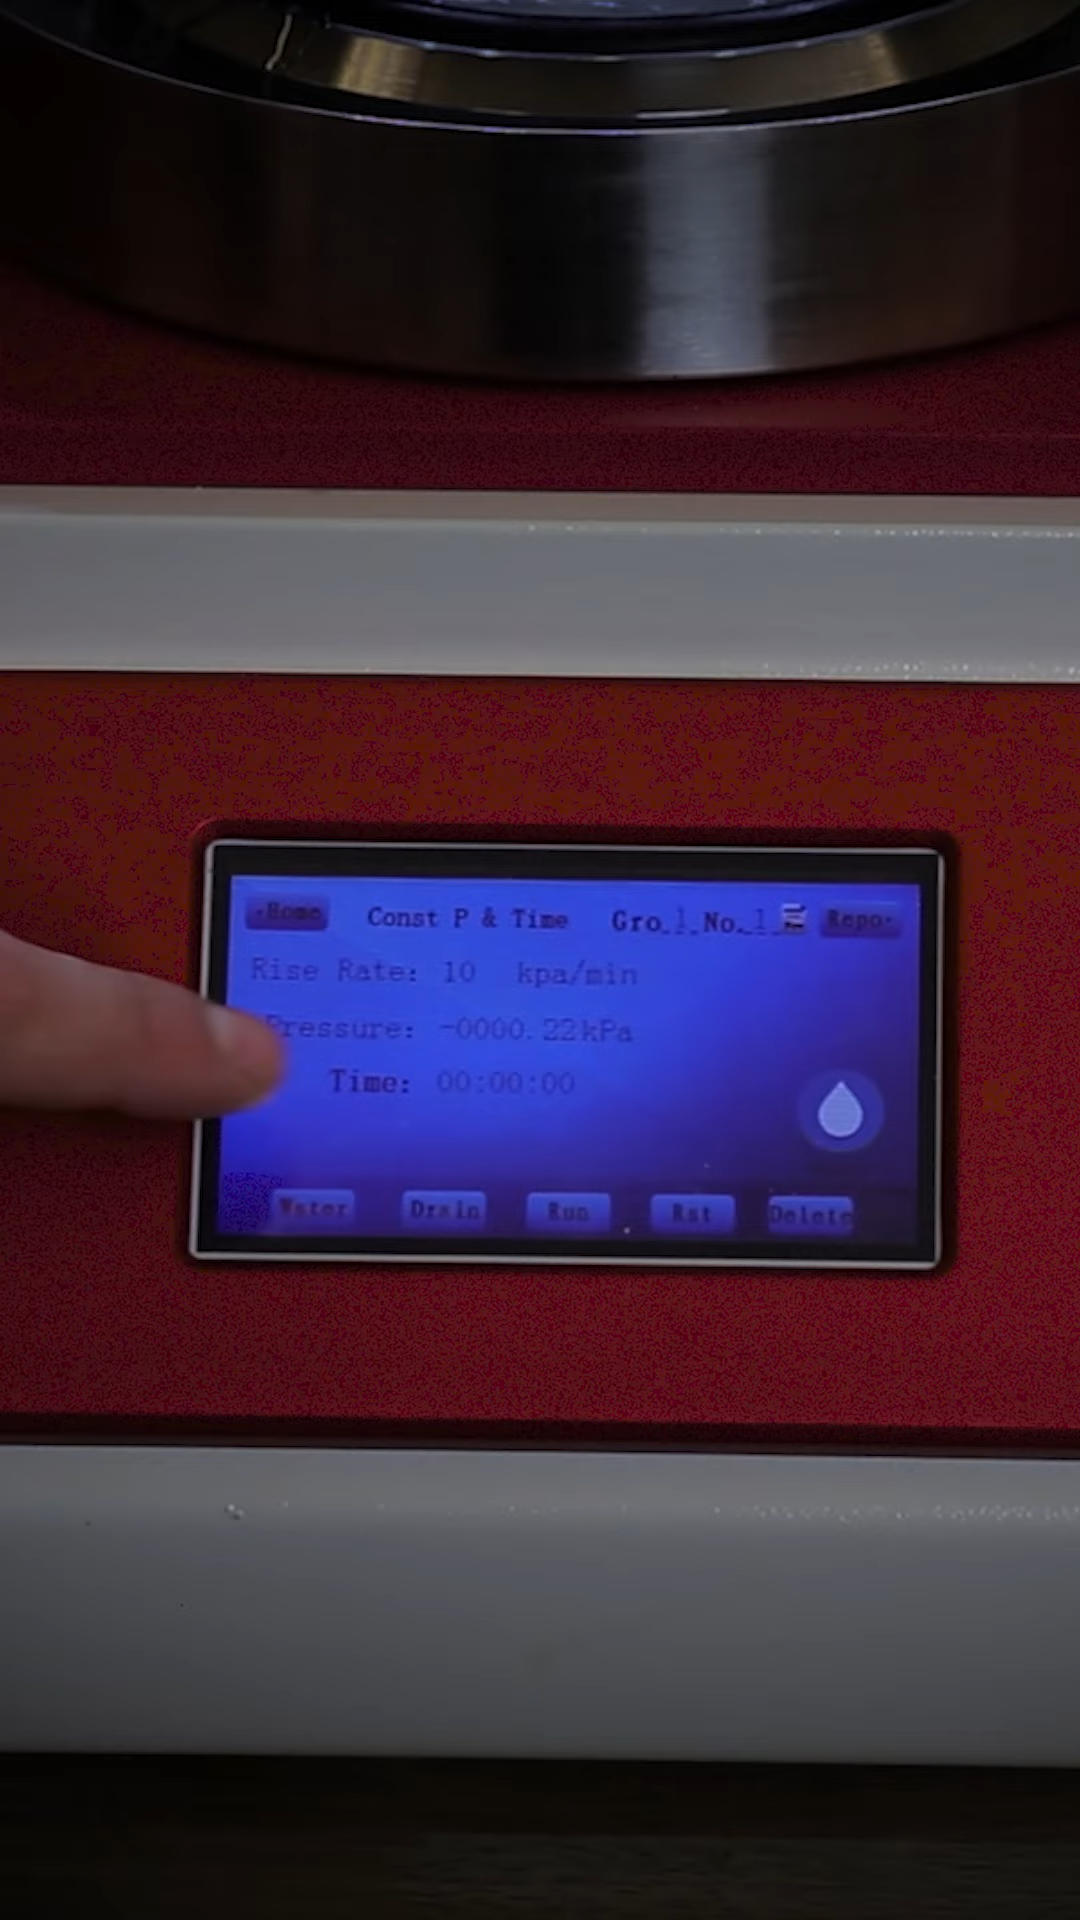 ‹Home Const P & Time Gro.1.No.1 Repo›
Rise Rate: 10 kpa/min
Pressure: -0000.22kPa
Time: 00:00:00
Water Drain Run Rst Delete